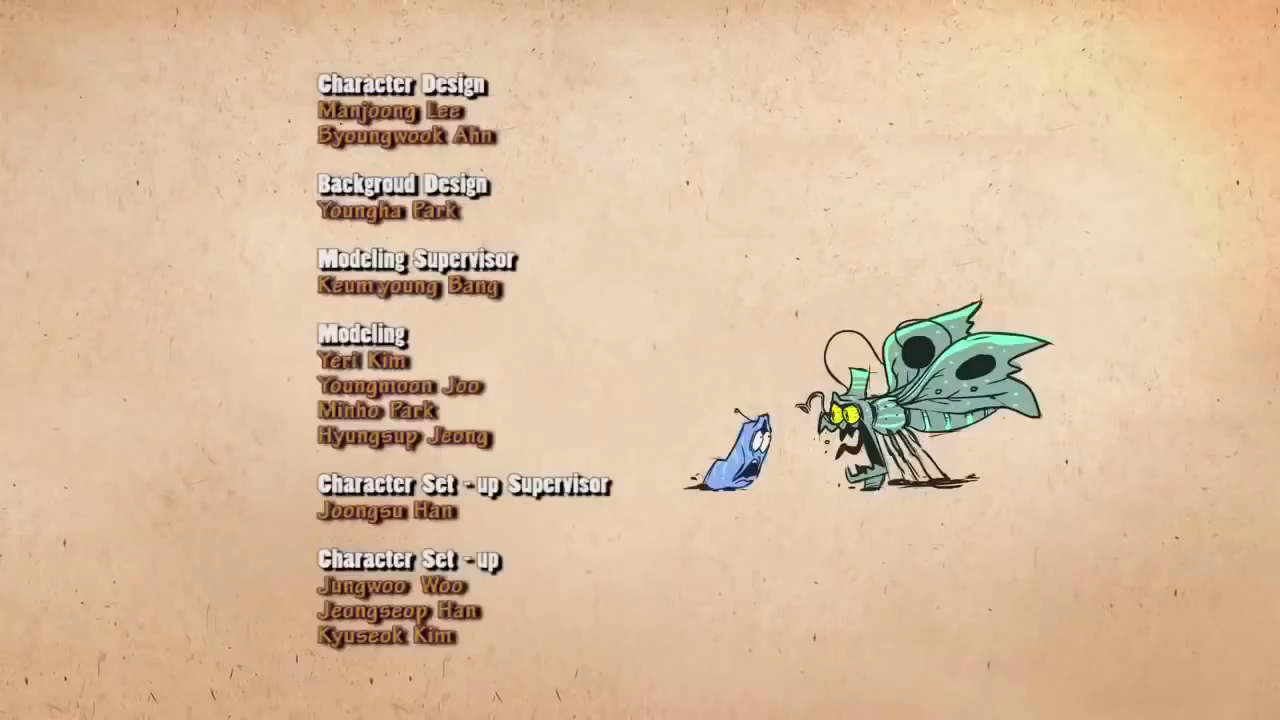 Character Design
Manjoong Lee
Byoungwook Ahn
Backgroud Design
Youngha Park
Modeling Supervisor
Keumyoung Bang
Modeling
Yeri Kim
Youngmoon Joo
Minho Park
Hyungsup Jeong
Character Set - up Supervisor
Joongsu Han
Character Set - up
Jungwoo Woo
Jeongseop Han
Kyuseok Kim